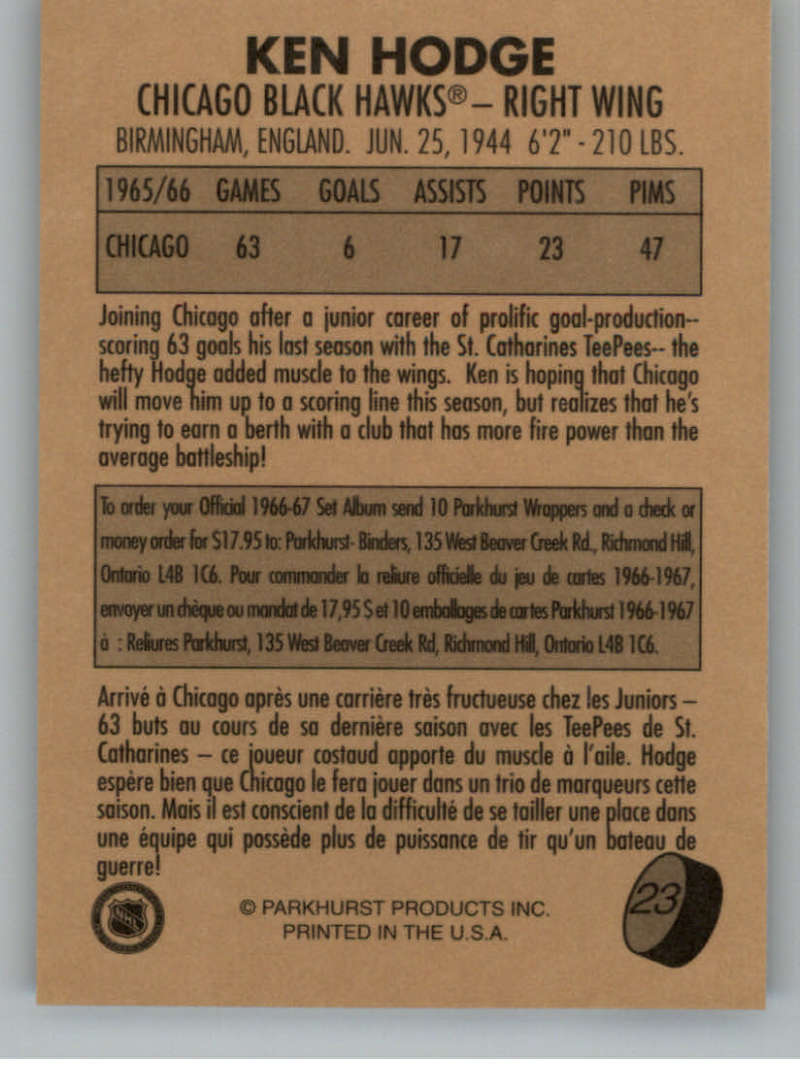 KEN HODGE
CHICAGO BLACK HAWKS® – RIGHT WING
BIRMINGHAM, ENGLAND. JUN. 25, 1944 6'2" - 210 LBS.
1965/66 GAMES GOALS ASSISTS POINTS PIMS
CHICAGO 63 6 17 23 47
Joining Chicago after a junior career of prolific goal-production--
scoring 63 goals his last season with the St. Catharines TeePees-- the
hefty Hodge added muscle to the wings. Ken is hoping that Chicago
will move him up to a scoring line this season, but realizes that he's
trying to earn a berth with a club that has more fire power than the
average battleship!
To order your Official 1966-67 Set Album send 10 Parkhurst Wrappers and a check or
money order for $17.95 to: Parkhurst- Binders, 135 West Beaver Creek Rd., Richmond Hill,
Ontario L4B 1C6. Pour commander la reliure officielle du jeu de cartes 1966-1967,
envoyer un chèque ou mandat de 17,95 $ et 10 emballages de cartes Parkhurst 1966-1967
à : Reliures Parkhurst, 135 West Beaver Creek Rd, Richmond Hill, Ontario L4B 1C6.
Arrivé à Chicago après une carrière très fructueuse chez les Juniors –
63 buts au cours de sa dernière saison avec les TeePees de St.
Catharines – ce joueur costaud apporte du muscle à l'aile. Hodge
espère bien que Chicago le fera jouer dans un trio de marqueurs cette
saison. Mais il est conscient de la difficulté de se tailler une place dans
une équipe qui possède plus de puissance de tir qu'un bateau de
guerre!
23
© PARKHURST PRODUCTS INC.
PRINTED IN THE U.S.A.